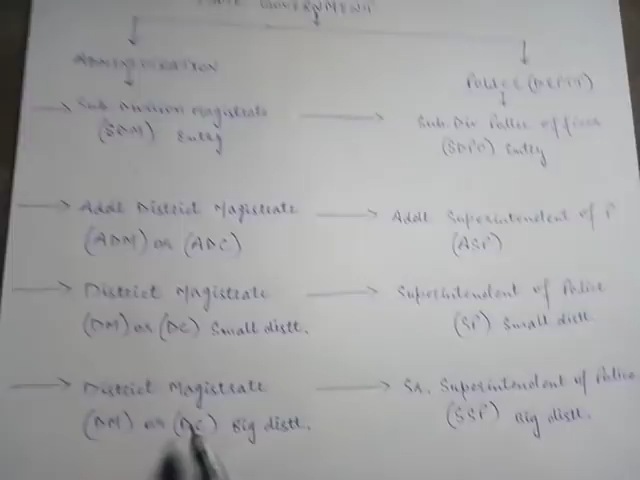 STATE GOVERNMENT
ADMINISTRATION
POLICE (DEPTT)
Sub Division Magistrate
(SDM) Entry
Sub. Div Police officer
(SDPO) Entry
Addl District Magistrate
(ADM) or (ADC)
Addl Superintendent of P
(ASP)
District Magistrate
(DM) or (DC) Small distt.
Superintendent of Police
(SP) Small distt.
District Magistrate
(DM) or (DC) Big distt.
Sr. Superintendent of Police
(SSP) Big distt.